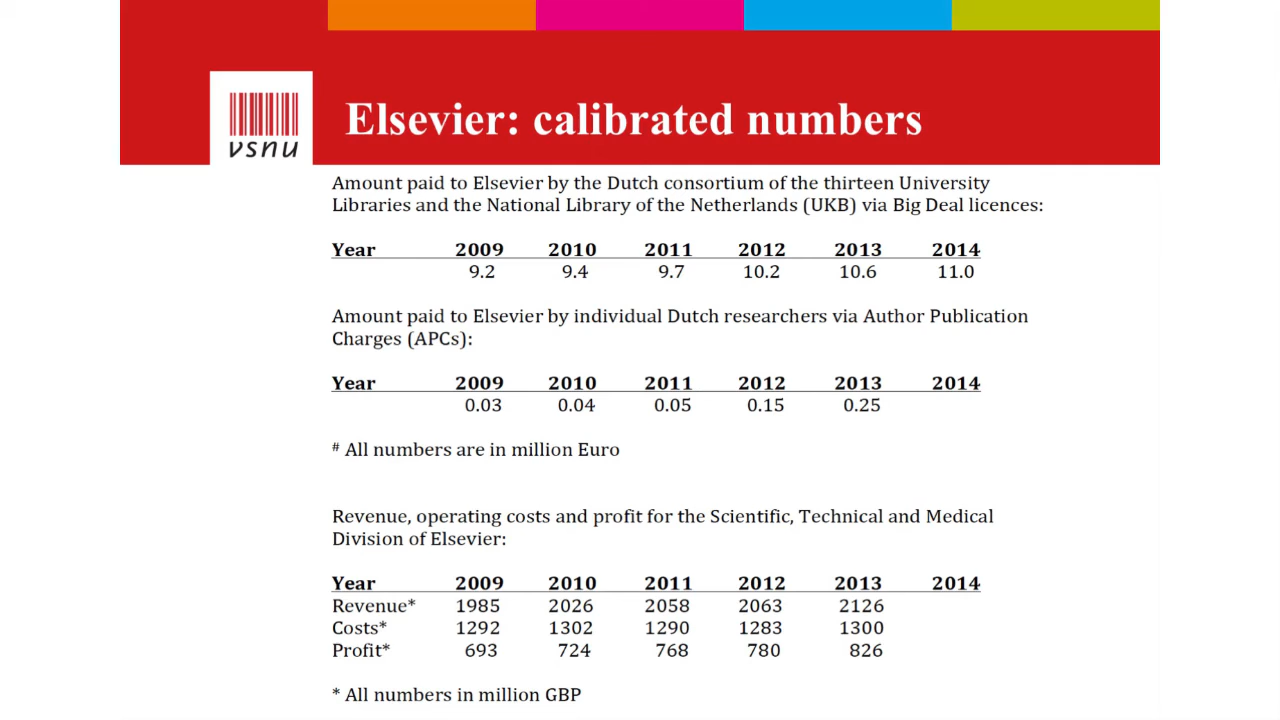 vsnu
Elsevier: calibrated numbers
Amount paid to Elsevier by the Dutch consortium of the thirteen University
Libraries and the National Library of the Netherlands (UKB) via Big Deal licences:
Year 2009 2010 2011 2012 2013 2014
9.2 9.4 9.7 10.2 10.6 11.0
Amount paid to Elsevier by individual Dutch researchers via Author Publication
Charges (APCs):
Year 2009 2010 2011 2012 2013 2014
0.03 0.04 0.05 0.15 0.25
# All numbers are in million Euro
Revenue, operating costs and profit for the Scientific, Technical and Medical
Division of Elsevier:
Year 2009 2010 2011 2012 2013 2014
Revenue* 1985 2026 2058 2063 2126
Costs* 1292 1302 1290 1283 1300
Profit* 693 724 768 780 826
* All numbers in million GBP